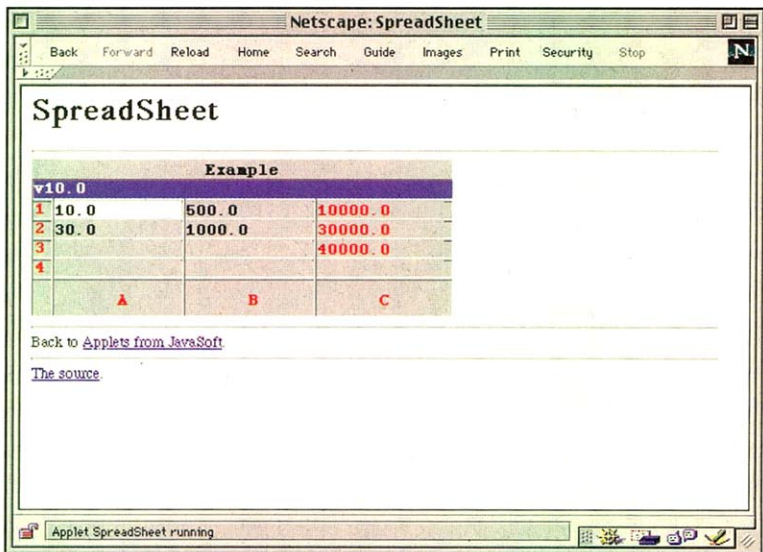 Netscape: SpreadSheet
Back Forward Reload Home Search Guide Images Print Security Stop
N
SpreadSheet
Example
v10.0
1 10.0 500.0 10000.0
2 30.0 1000.0 30000.0
3 40000.0
4
A B C
Back to Applets from JavaSoft.
The source.
Applet SpreadSheet running